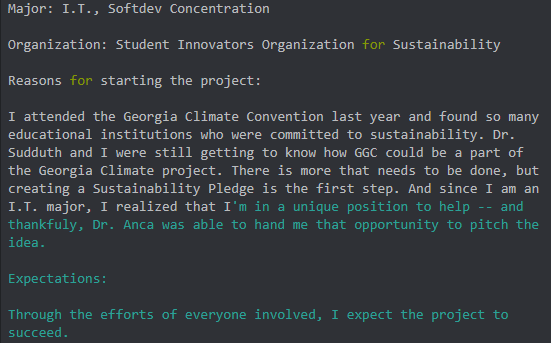 Major: I.T., Softdev Concentration
Organization: Student Innovators Organization for Sustainability
Reasons for starting the project:
I attended the Georgia Climate Convention last year and found so many
educational institutions who were committed to sustainability. Dr.
Sudduth and I were still getting to know how GGC could be a part of
the Georgia Climate project. There is more that needs to be done, but
creating a Sustainability Pledge is the first step. And since I am an
I.T. major, I realized that I'm in a unique position to help -- and
thankfuly, Dr. Anca was able to hand me that opportunity to pitch the
idea.
Expectations:
Through the efforts of everyone involved, I expect the project to
succeed.